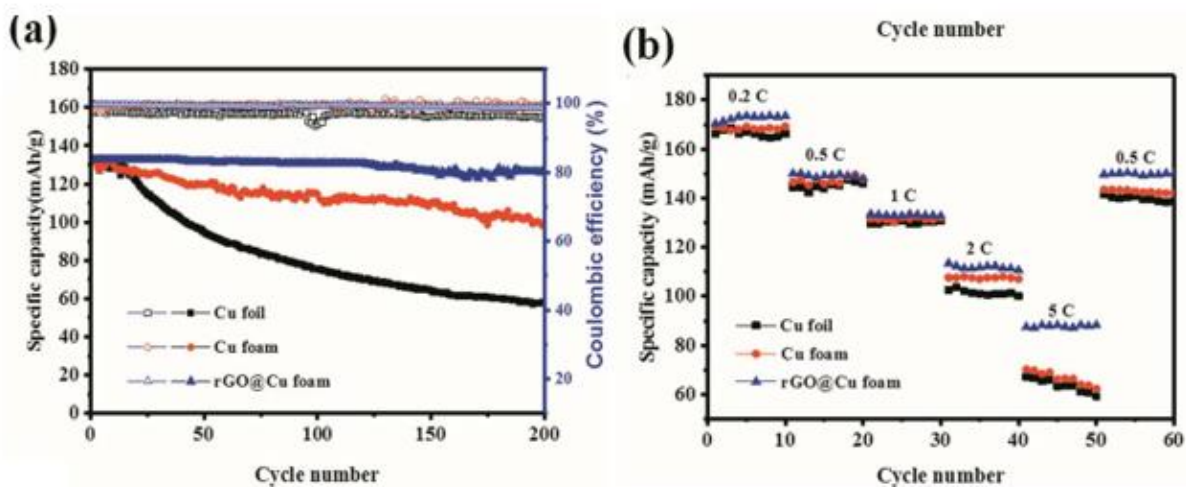 (a)
180
160
140
120
100
80
60
40
20
0
Specific capacity(mAh/g)
100
80
60
40
20
Coulombic efficiency (%)
Cu foil
Cu foam
rGO@Cu foam
0 50 100 150 200
Cycle number
Cycle number
(b)
180
160
140
120
100
80
60
Specific capacity (mAh/g)
0.2 C
0.5 C
1 C
2 C
5 C
0.5 C
Cu foil
Cu foam
rGO@Cu foam
0 10 20 30 40 50 60
Cycle number